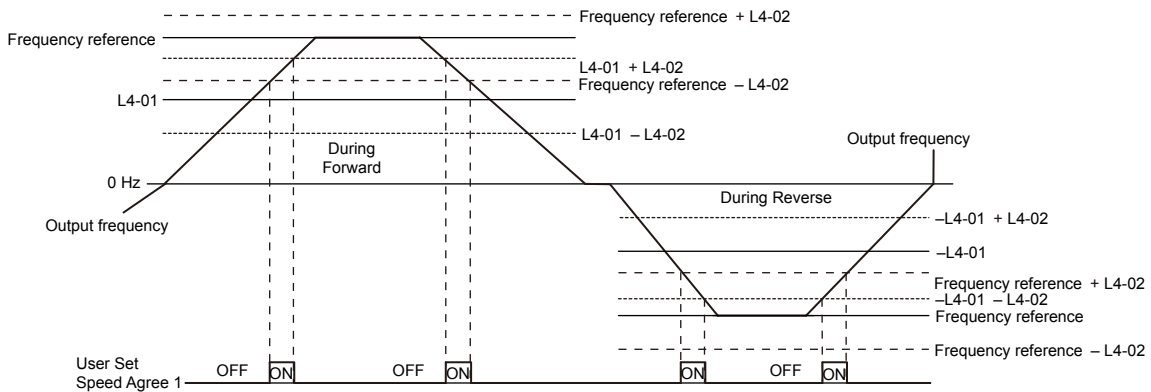 Frequency reference + L4-02
Frequency reference
L4-01 + L4-02
Frequency reference – L4-02
L4-01
L4-01 – L4-02
During
Forward
Output frequency
0 Hz
During Reverse
Output frequency
–L4-01 + L4-02
–L4-01
Frequency reference + L4-02
–L4-01 – L4-02
Frequency reference
Frequency reference – L4-02
User Set
Speed Agree 1
OFF ON OFF ON ON OFF ON